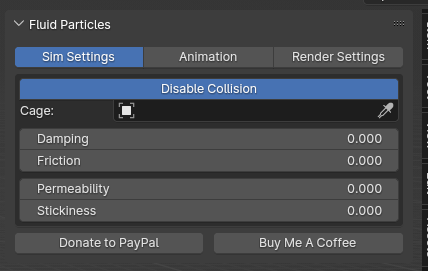 Fluid Particles
Sim Settings Animation Render Settings
Disable Collision
Cage:
Damping 0.000
Friction 0.000
Permeability 0.000
Stickiness 0.000
Donate to PayPal Buy Me A Coffee